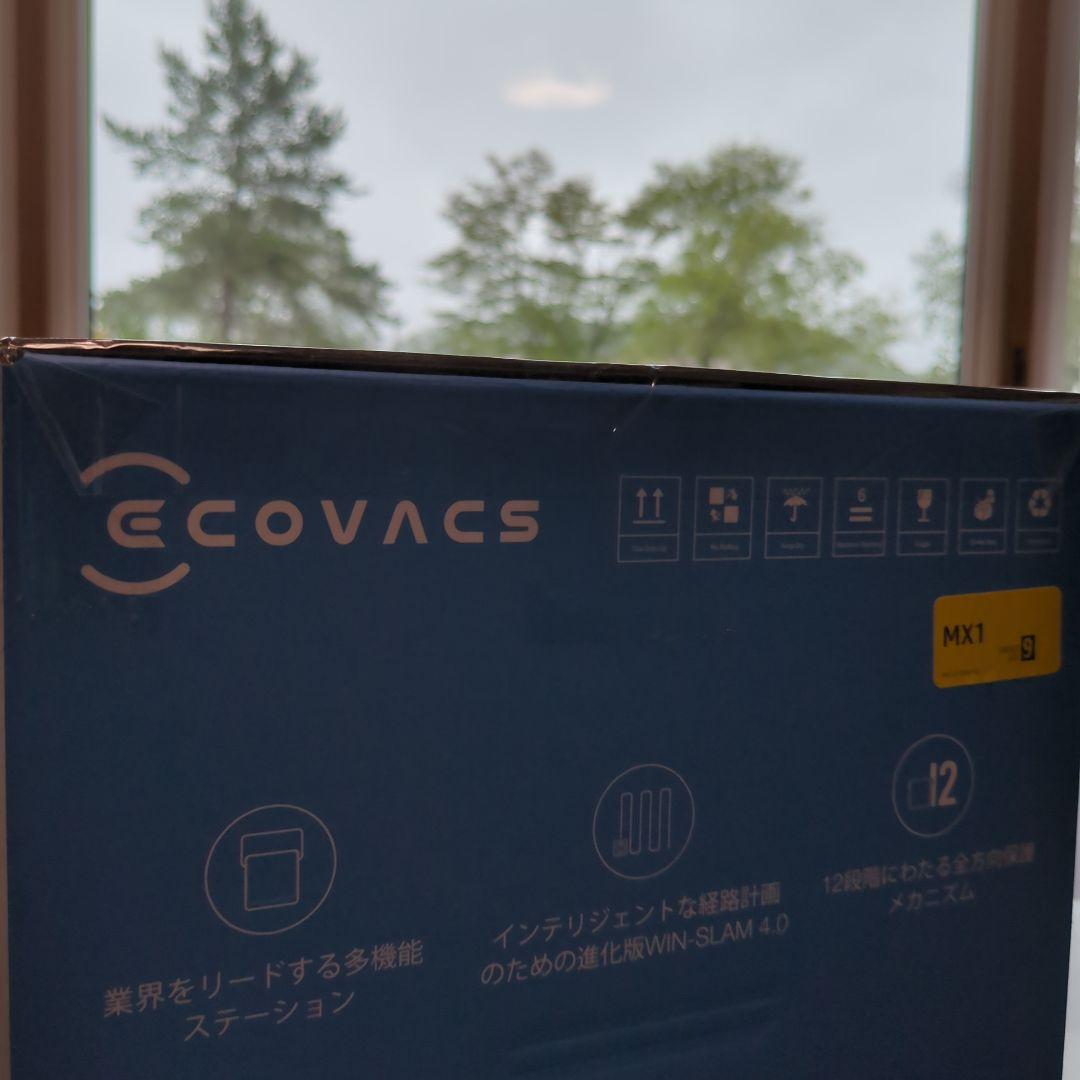 ECOVACS
6
MX1
9
12
業界をリードする多機能
ステーション
インテリジェントな経路計画
のための進化版WIN-SLAM 4.0
12段階にわたる全方向保護
メカニズム